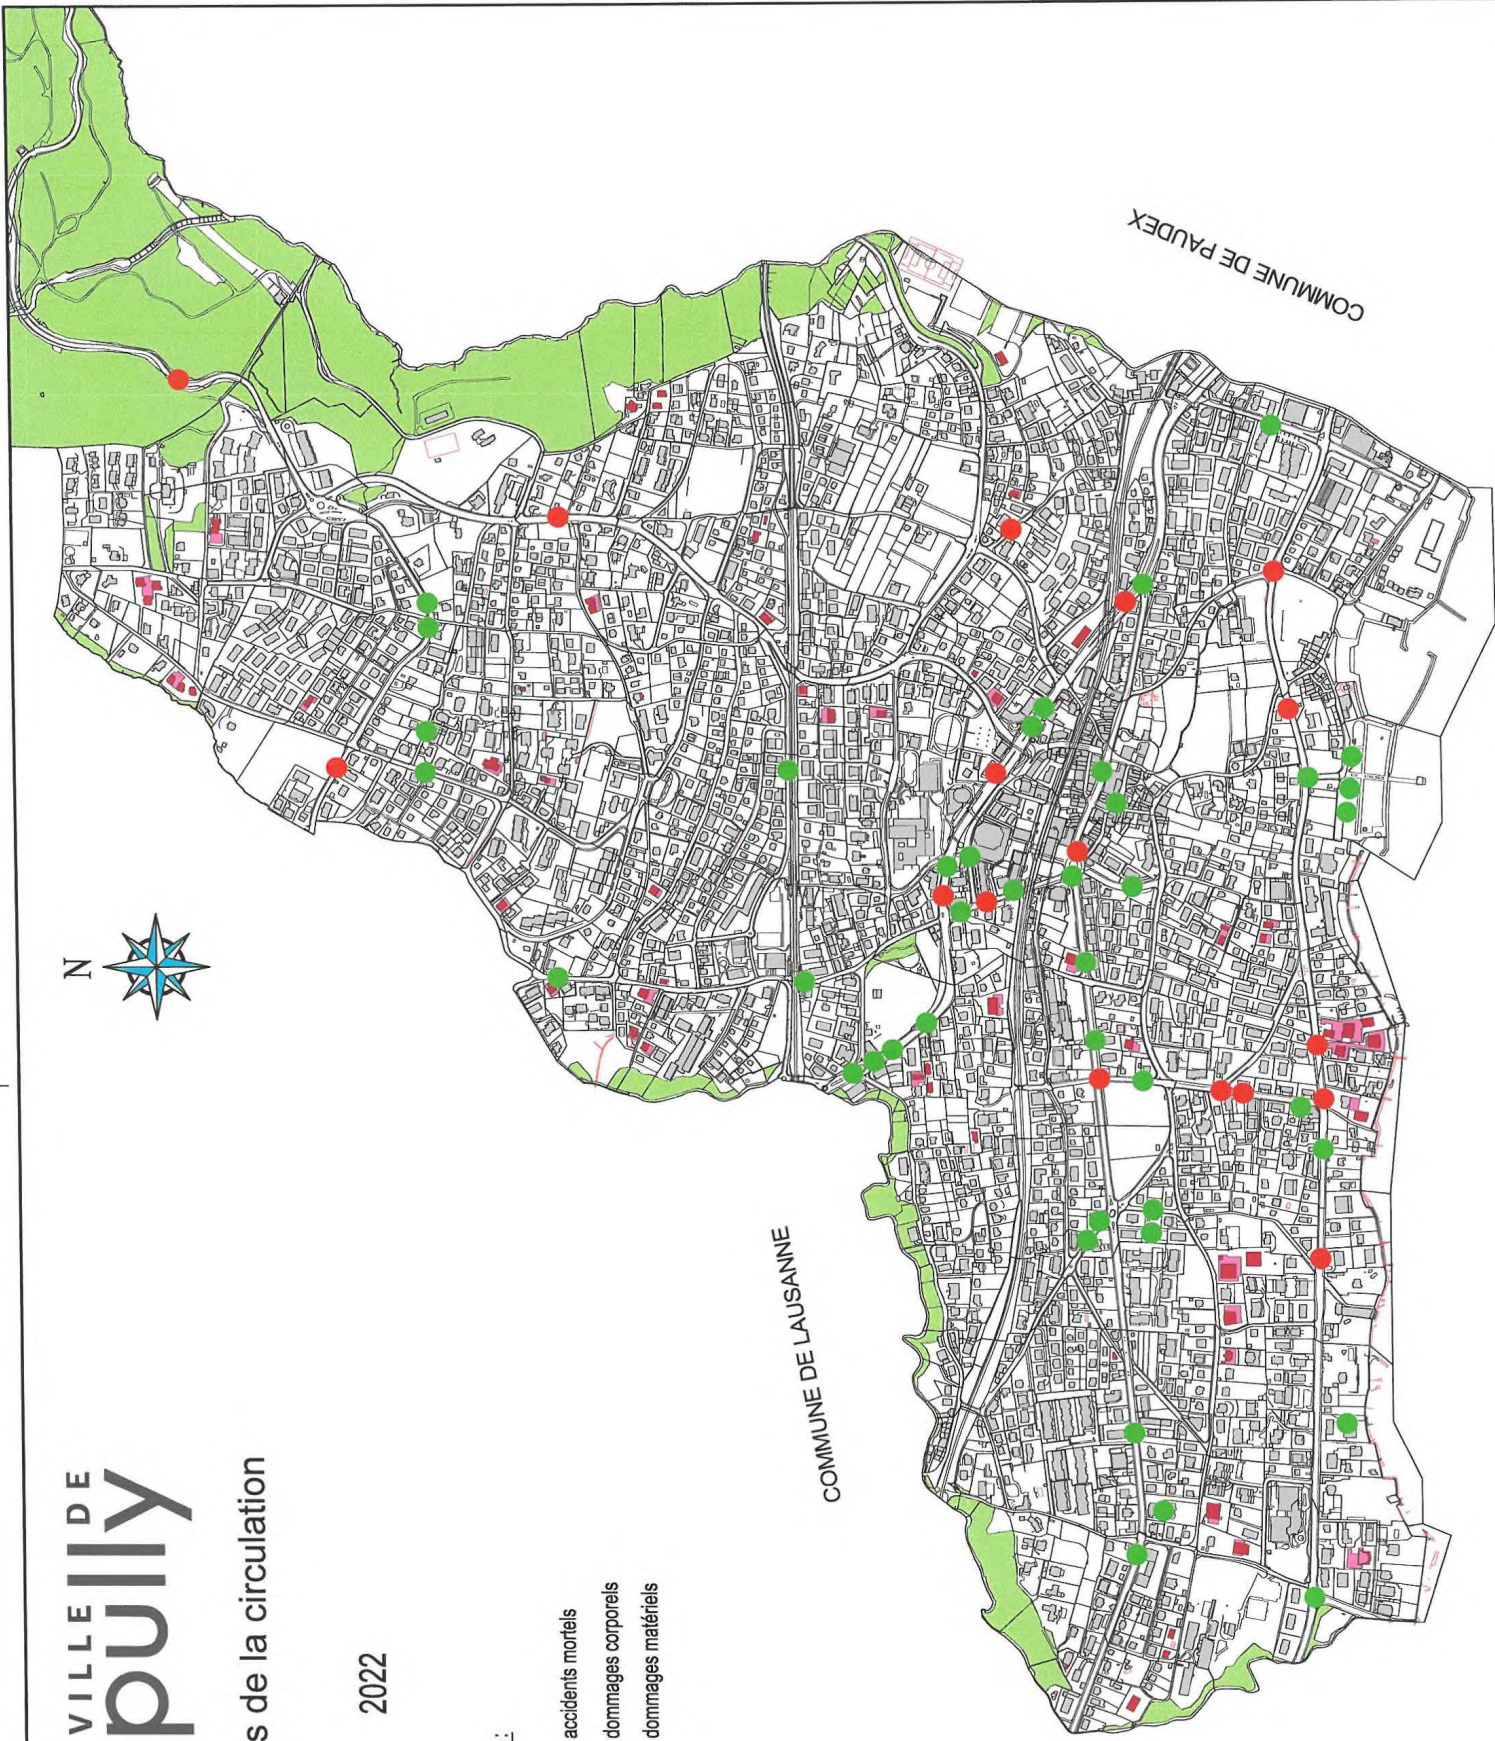 VILLE DE
pully
s de la circulation
2022
:
accidents mortels
dommages corporels
dommages matériels
N
COMMUNE DE LAUSANNE
COMMUNE DE PAUDEX